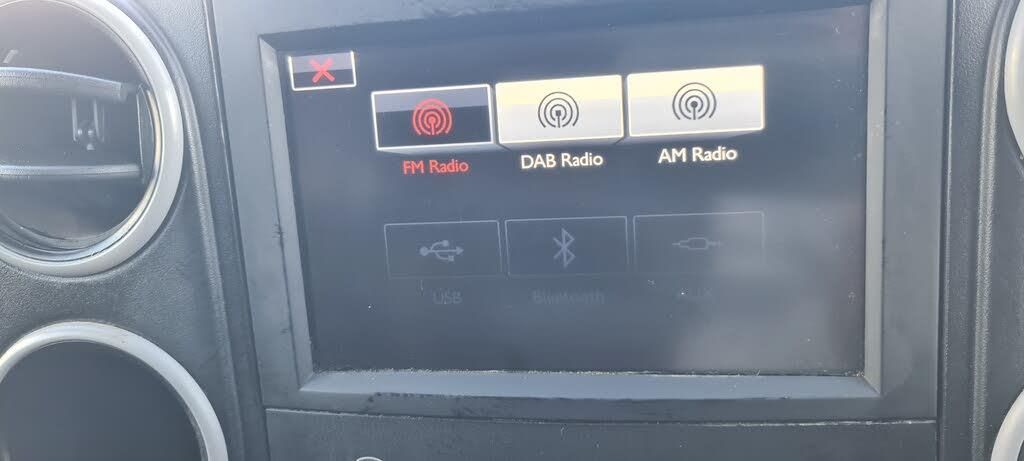 FM Radio
DAB Radio
AM Radio
USB
Bluetooth